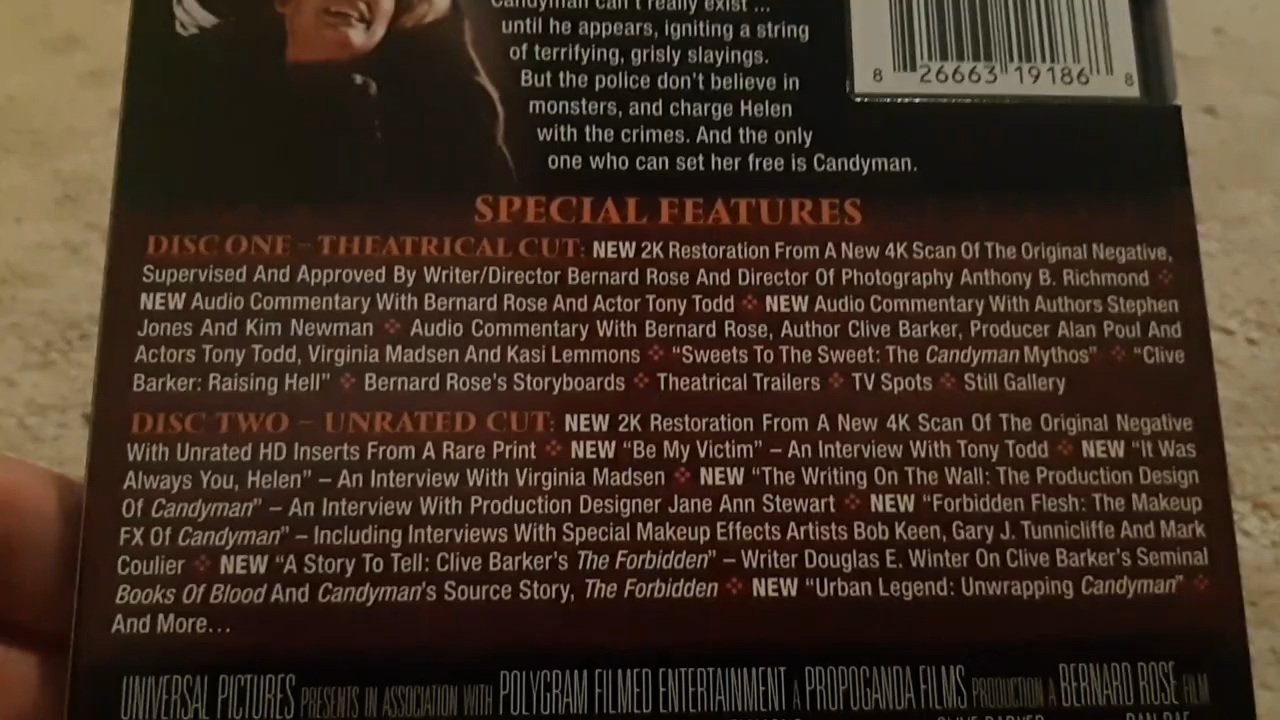 Candyman can't really exist ...
until he appears, igniting a string
of terrifying, grisly slayings.
But the police don't believe in
monsters, and charge Helen
with the crimes. And the only
one who can set her free is Candyman.
8 26663 19186 8
SPECIAL FEATURES
DISC ONE – THEATRICAL CUT: NEW 2K Restoration From A New 4K Scan Of The Original Negative,
Supervised And Approved By Writer/Director Bernard Rose And Director Of Photography Anthony B. Richmond ❖
NEW Audio Commentary With Bernard Rose And Actor Tony Todd ❖ NEW Audio Commentary With Authors Stephen
Jones And Kim Newman ❖ Audio Commentary With Bernard Rose, Author Clive Barker, Producer Alan Poul And
Actors Tony Todd, Virginia Madsen And Kasi Lemmons ❖ “Sweets To The Sweet: The Candyman Mythos” ❖ “Clive
Barker: Raising Hell” ❖ Bernard Rose's Storyboards ❖ Theatrical Trailers ❖ TV Spots ❖ Still Gallery
DISC TWO – UNRATED CUT: NEW 2K Restoration From A New 4K Scan Of The Original Negative
With Unrated HD Inserts From A Rare Print ❖ NEW “Be My Victim” – An Interview With Tony Todd ❖ NEW “It Was
Always You, Helen” – An Interview With Virginia Madsen ❖ NEW “The Writing On The Wall: The Production Design
Of Candyman” – An Interview With Production Designer Jane Ann Stewart ❖ NEW “Forbidden Flesh: The Makeup
FX Of Candyman” – Including Interviews With Special Makeup Effects Artists Bob Keen, Gary J. Tunnicliffe And Mark
Coulier ❖ NEW “A Story To Tell: Clive Barker's The Forbidden” – Writer Douglas E. Winter On Clive Barker's Seminal
Books Of Blood And Candyman's Source Story, The Forbidden ❖ NEW “Urban Legend: Unwrapping Candyman” ❖
And More...
UNIVERSAL PICTURES PRESENTS IN ASSOCIATION WITH POLYGRAM FILMED ENTERTAINMENT A PROPOGANDA FILMS PRODUCTION A BERNARD ROSE FILM